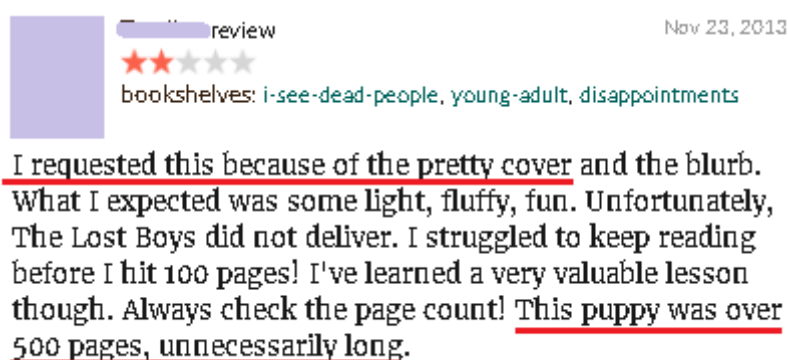 review
Nov 23, 2013
bookshelves: i-see-dead-people, young-adult, disappointments
I requested this because of the pretty cover and the blurb.
What I expected was some light, fluffy, fun. Unfortunately,
The Lost Boys did not deliver. I struggled to keep reading
before I hit 100 pages! I've learned a very valuable lesson
though. Always check the page count! This puppy was over
500 pages, unnecessarily long.